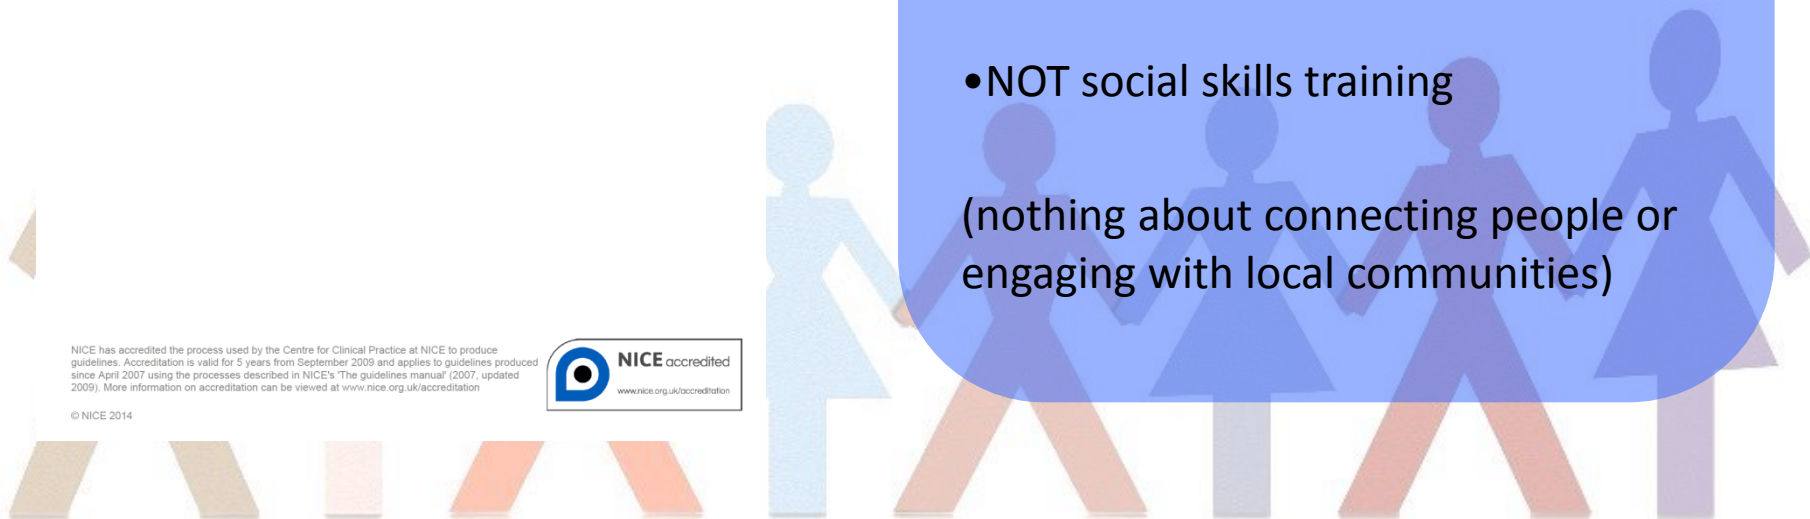 •NOT social skills training
(nothing about connecting people or
engaging with local communities)
NICE has accredited the process used by the Centre for Clinical Practice at NICE to produce
guidelines. Accreditation is valid for 5 years from September 2009 and applies to guidelines produced
since April 2007 using the processes described in NICE's 'The guidelines manual' (2007, updated
2009). More information on accreditation can be viewed at www.nice.org.uk/accreditation
© NICE 2014
NICE accredited
www.nice.org.uk/accreditation